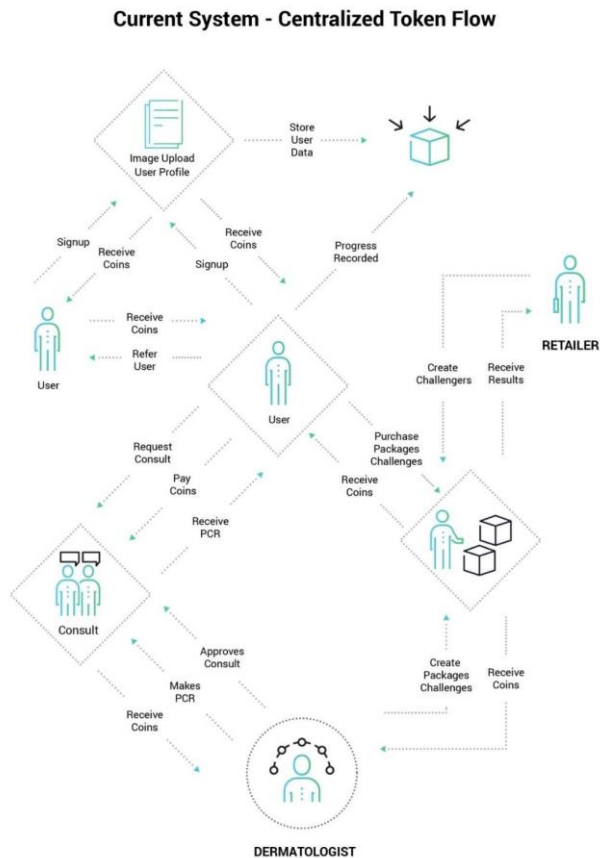 Current System - Centralized Token Flow
Image Upload
User Profile
Store
User
Data
Signup
Receive
Coins
Signup
Receive
Coins
Progress
Recorded
RETAILER
User
Receive
Coins
Refer
User
User
Create
Challengers
Receive
Results
Request
Consult
Pay
Coins
Receive
PCR
Purchase
Packages
Challenges
Receive
Coins
Consult
Approves
Consult
Makes
PCR
Receive
Coins
Create
Packages
Challenges
Receive
Coins
DERMATOLOGIST